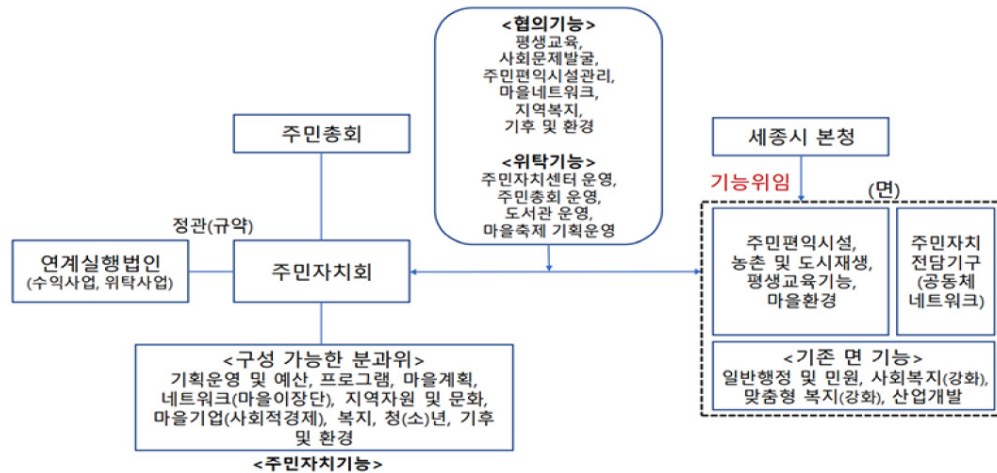 <협의기능>
평생교육,
사회문제발굴,
주민편익시설관리,
마을네트워크,
지역복지,
기후 및 환경
<위탁기능>
주민자치센터 운영,
주민총회 운영,
도서관 운영,
마을축제 기획운영
주민총회
세종시 본청
기능위임
(면)
정관(규약)
연계실행법인
(수익사업, 위탁사업)
주민자치회
주민편익시설,
농촌 및 도시재생,
평생교육기능,
마을환경
주민자치
전담기구
(공동체
네트워크)
<구성 가능한 분과위>
기획운영 및 예산, 프로그램, 마을계획,
네트워크(마을이장단), 지역자원 및 문화,
마을기업(사회적경제), 복지, 청(소)년, 기후
및 환경
<주민자치기능>
<기존 면 기능>
일반행정 및 민원, 사회복지(강화),
맞춤형 복지(강화), 산업개발